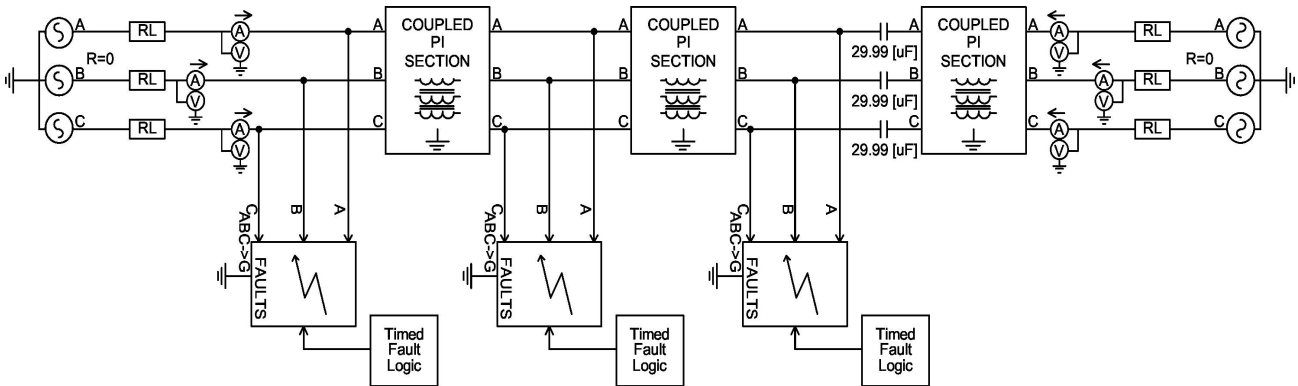 A RL A V A COUPLED PI SECTION A A COUPLED PI SECTION A A COUPLED PI SECTION A A V RL A
29.99 [uF]
R=0 B RL A V B B B B 29.99 [uF] B B A V RL R=0 B
C RL A V C C C C 29.99 [uF] C C A V RL C
C B A
ABC->G
FAULTS
Timed
Fault
Logic
C B A
ABC->G
FAULTS
Timed
Fault
Logic
C B A
ABC->G
FAULTS
Timed
Fault
Logic